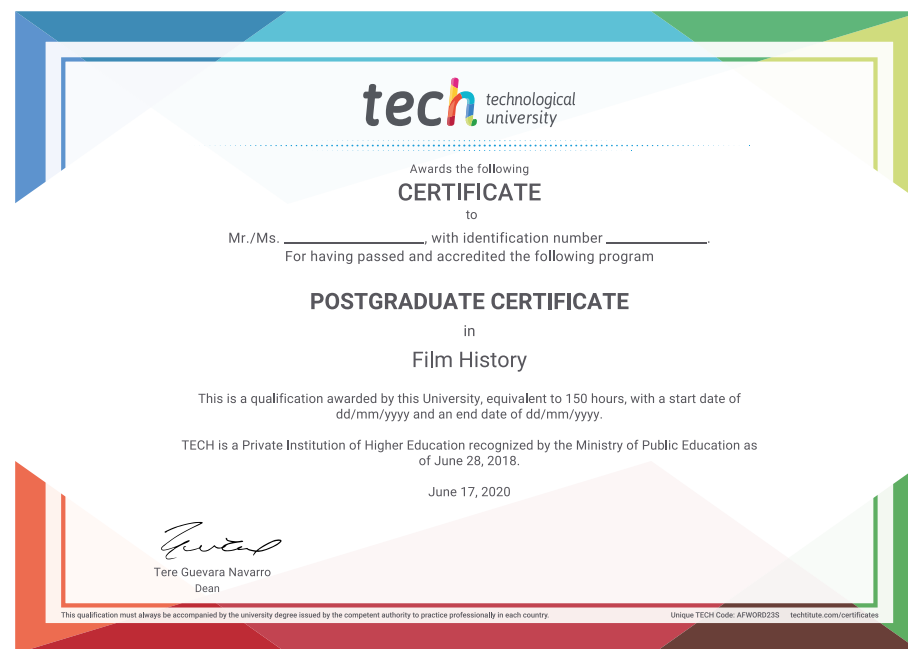 tech technological
university
Awards the following
CERTIFICATE
to
Mr./Ms. ____________________, with identification number ______________.
For having passed and accredited the following program
POSTGRADUATE CERTIFICATE
in
Film History
This is a qualification awarded by this University, equivalent to 150 hours, with a start date of
dd/mm/yyyy and an end date of dd/mm/yyyy.
TECH is a Private Institution of Higher Education recognized by the Ministry of Public Education as
of June 28, 2018.
June 17, 2020
Tere Guevara Navarro
Dean
This qualification must always be accompanied by the university degree issued by the competent authority to practice professionally in each country. Unique TECH Code: AFWORD23S techtitute.com/certificates